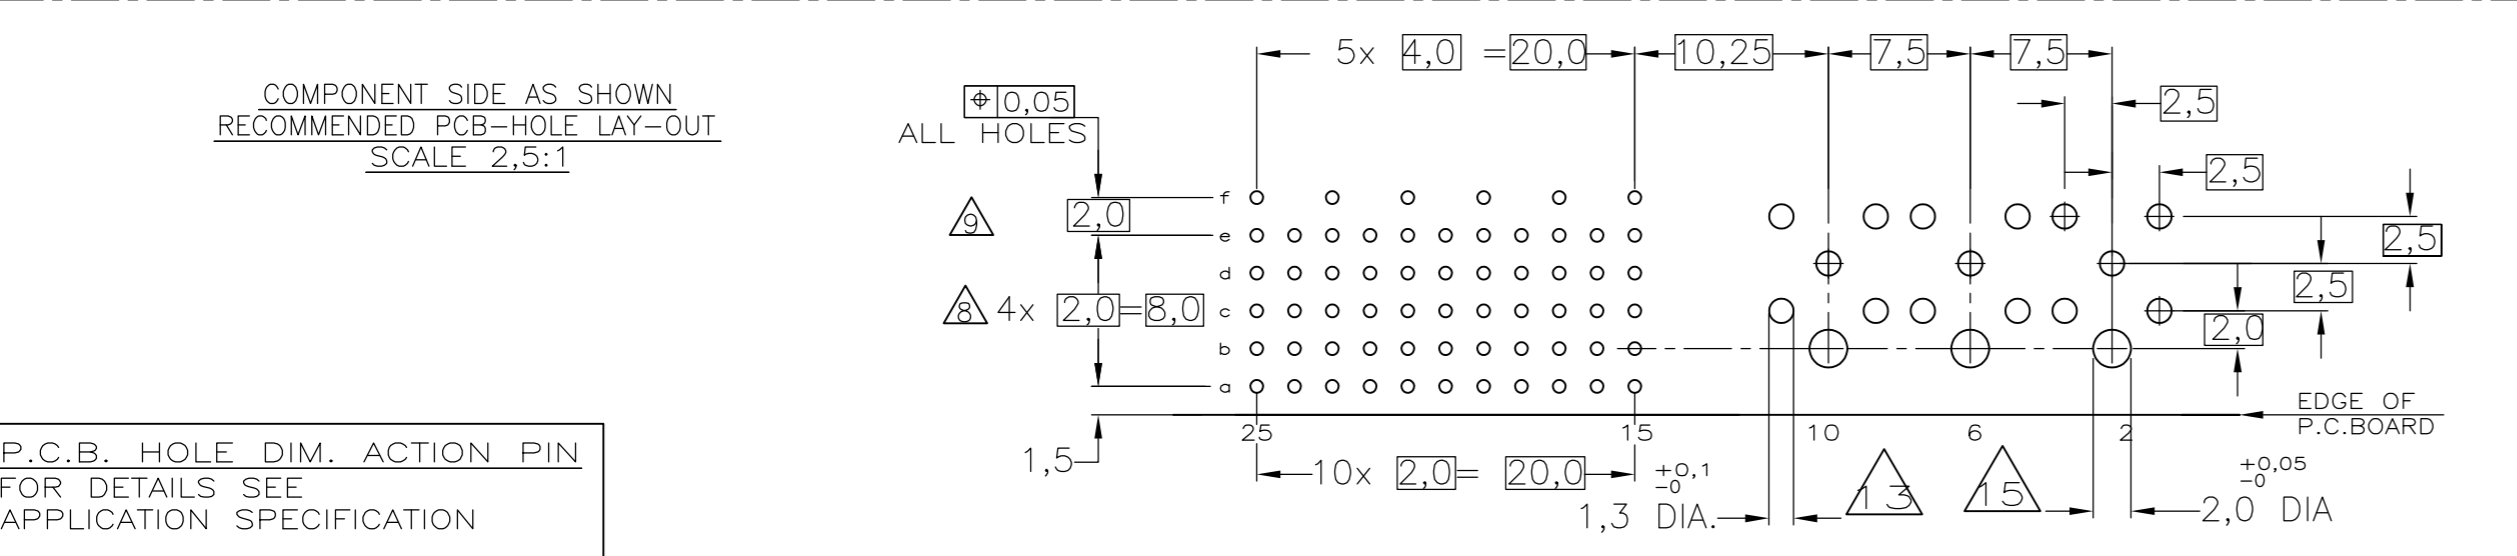 COMPONENT SIDE AS SHOWN
RECOMMENDED PCB-HOLE LAY-OUT
SCALE 2,5:1
P.C.B. HOLE DIM. ACTION PIN
FOR DETAILS SEE
APPLICATION SPECIFICATION
5x 4,0 =20,0
10,25
7,5
7,5
2,5
2,5
⌖ 0,05
ALL HOLES
9
2,0
8
4x 2,0=8,0
f
e
d
c
b
a
2,5
2,5
2,0
EDGE OF
P.C.BOARD
25
15
10
6
2
1,5
10x 2,0= 20,0
+0,1
-0
1,3 DIA.
13
15
+0,05
-0
2,0 DIA